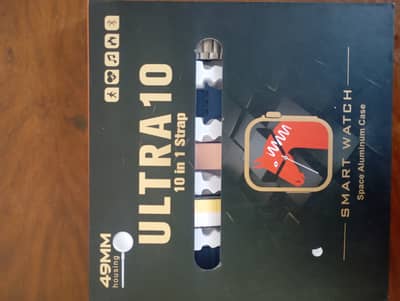 49MM
housing
ULTRA10
10 in 1 Strap
SMART WATCH
Space Aluminum Case